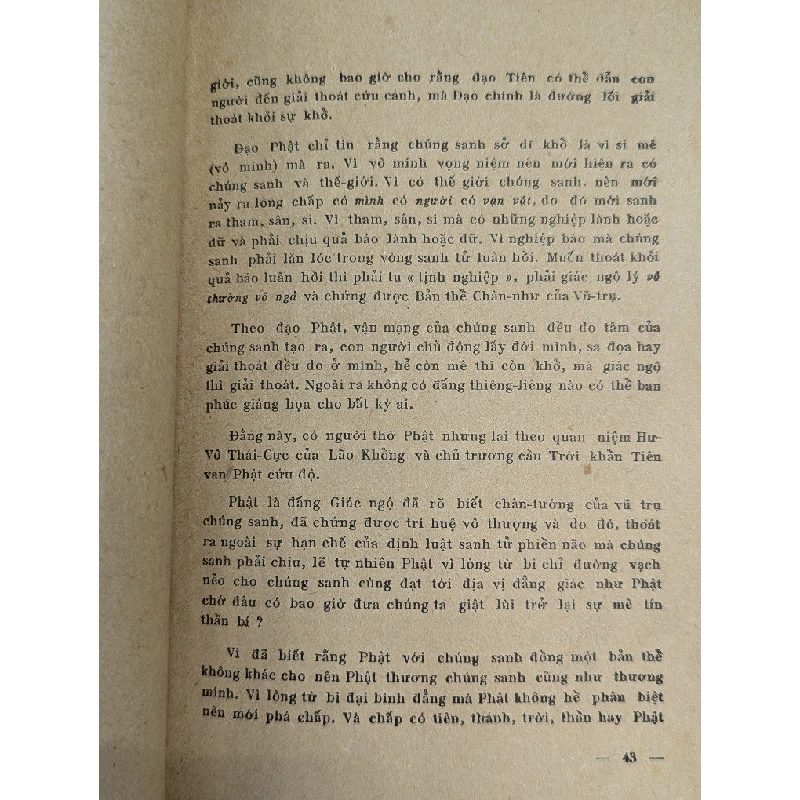 giới, cũng không bao giờ cho rằng đạo Tiên có thể dẫn con
người đến giải thoát cứu cánh, mà Đạo chính là đường lối giải
thoát khỏi sự khổ.
Đạo Phật chỉ tin rằng chúng sanh sở dĩ khổ là vì si mê
(vô minh) mà ra. Vì vô minh vọng niệm nên mới hiện ra có
chúng sanh và thế-giới. Vì có thế giới chúng sanh, nên mới
nảy ra lòng chấp có mình có người có vạn vật, do đó mới sanh
ra tham, sân, si. Vì tham, sân, si mà có những nghiệp lành hoặc
dữ và phải chịu quả báo lành hoặc dữ. Vì nghiệp báo mà chúng
sanh phải lăn lóc trong vòng sanh tử luân hồi. Muốn thoát khỏi
quả báo luân hồi thì phải tu « tịnh nghiệp », phải giác ngộ lý vô
thường vô ngã và chứng được Bản thể Chân-như của Vũ-trụ.
Theo đạo Phật, vận mạng của chúng sanh đều do tâm của
chúng sanh tạo ra, con người chủ động lấy đời mình, sa đọa hay
giải thoát đều do ở mình, hễ còn mê thì còn khổ, mà giác ngộ
thì giải thoát. Ngoài ra không có đấng thiêng-liêng nào có thể ban
phúc giáng họa cho bất kỳ ai.
Đằng này, có người thờ Phật nhưng lại theo quan niệm Hư-
Vô Thái-Cực của Lão Khổng và chủ trương cầu Trời khẩn Tiên
van Phật cứu độ.
Phật là đấng Giác ngộ đã rõ biết chân-tướng của vũ trụ
chúng sanh, đã chứng được trí huệ vô thượng và do đó, thoát
ra ngoài sự hạn chế của định luật sanh tử phiền não mà chúng
sanh phải chịu, lẽ tự nhiên Phật vì lòng từ bi chỉ đường vạch
nẻo cho chúng sanh cùng đạt tới địa vị đẳng giác như Phật
chớ đâu có bao giờ đưa chúng ta giật lùi trở lại sự mê tín
thần bí ?
Vì đã biết rằng Phật với chúng sanh đồng một bản thể
không khác cho nên Phật thương chúng sanh cũng như thương
mình. Vì lòng từ bi đại bình đẳng mà Phật không hề phân biệt
nên mới phá chấp. Và chấp có tiên, thánh, trời, thần hay Phật
— 43 —